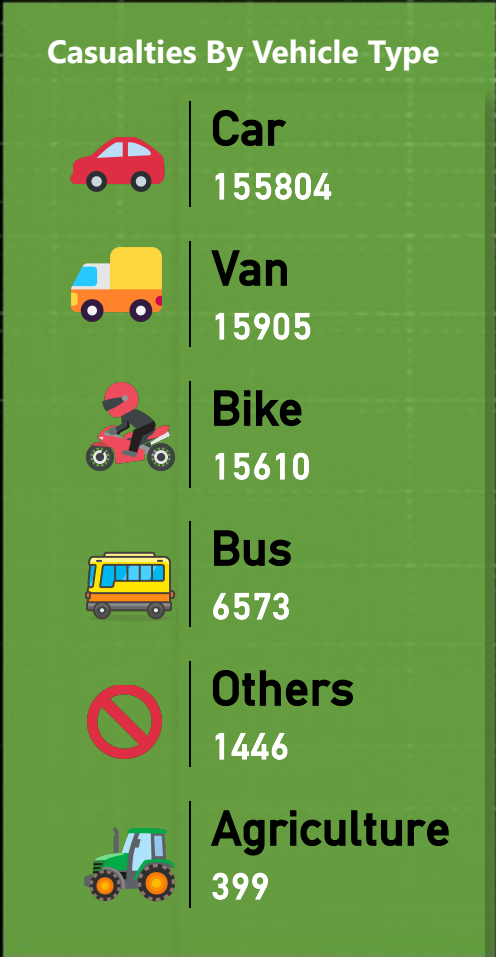 Casualties By Vehicle Type
Car
155804
Van
15905
Bike
15610
Bus
6573
Others
1446
Agriculture
399